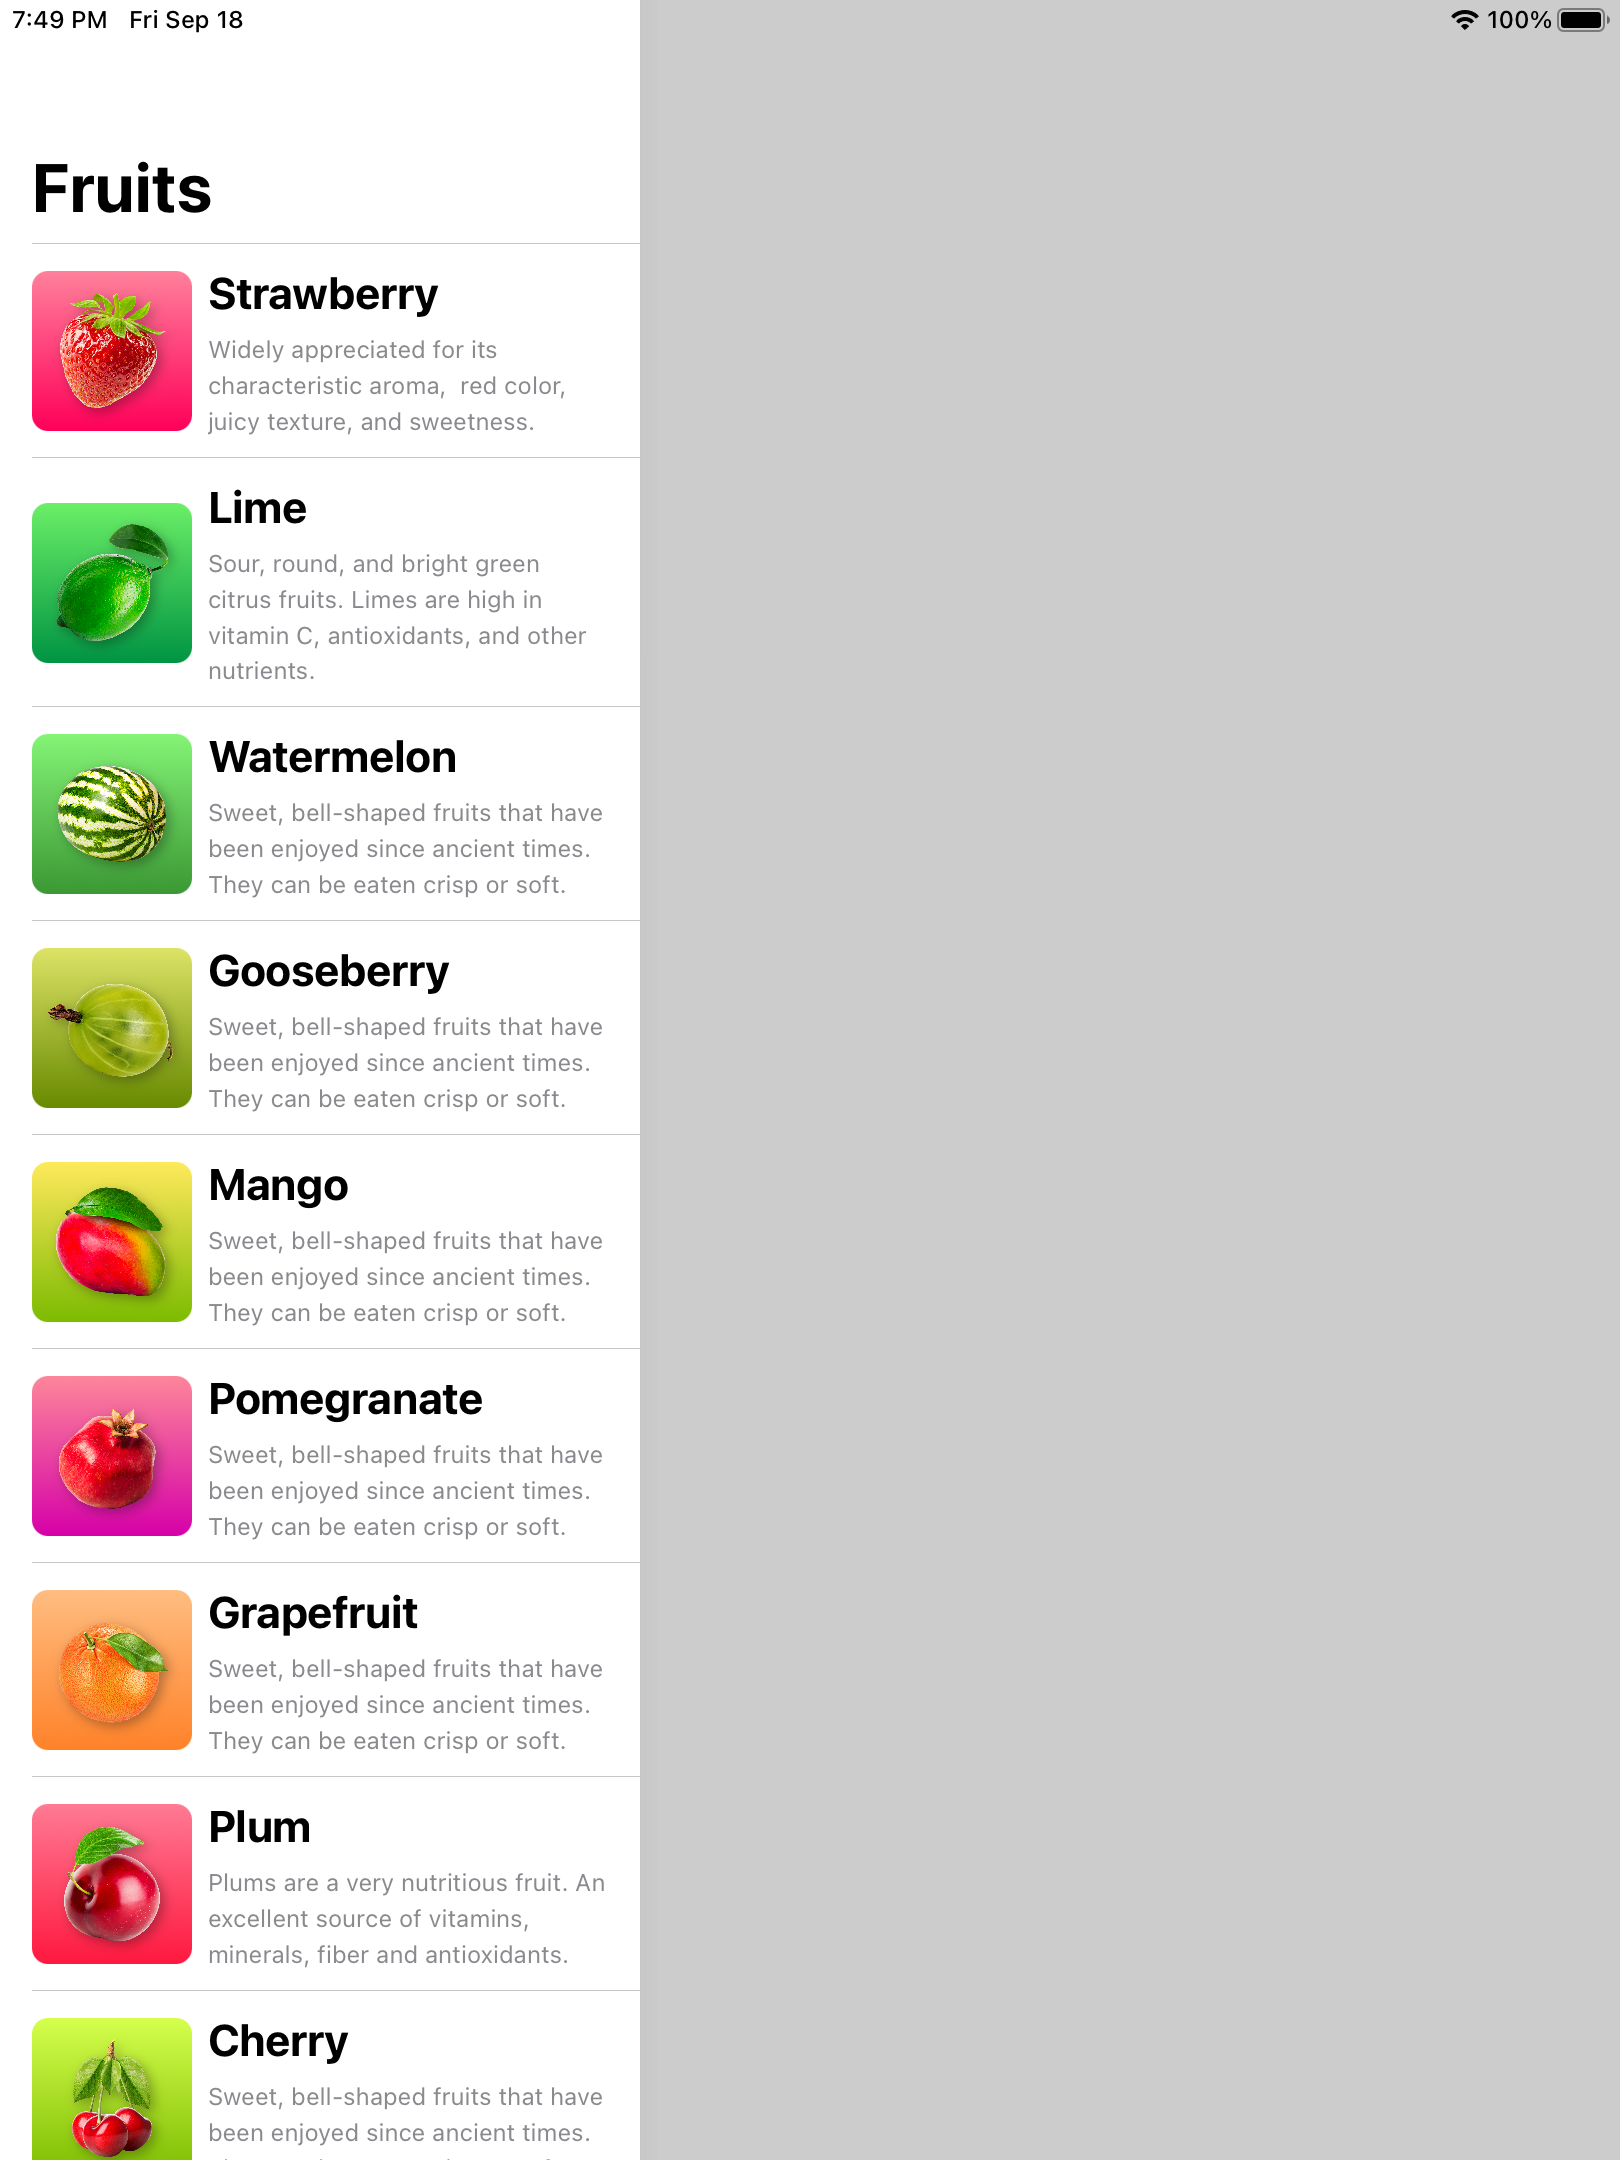 7:49 PM Fri Sep 18
100%
Fruits
Strawberry
Widely appreciated for its
characteristic aroma,  red color,
juicy texture, and sweetness.
Lime
Sour, round, and bright green
citrus fruits. Limes are high in
vitamin C, antioxidants, and other
nutrients.
Watermelon
Sweet, bell-shaped fruits that have
been enjoyed since ancient times.
They can be eaten crisp or soft.
Gooseberry
Sweet, bell-shaped fruits that have
been enjoyed since ancient times.
They can be eaten crisp or soft.
Mango
Sweet, bell-shaped fruits that have
been enjoyed since ancient times.
They can be eaten crisp or soft.
Pomegranate
Sweet, bell-shaped fruits that have
been enjoyed since ancient times.
They can be eaten crisp or soft.
Grapefruit
Sweet, bell-shaped fruits that have
been enjoyed since ancient times.
They can be eaten crisp or soft.
Plum
Plums are a very nutritious fruit. An
excellent source of vitamins,
minerals, fiber and antioxidants.
Cherry
Sweet, bell-shaped fruits that have
been enjoyed since ancient times.